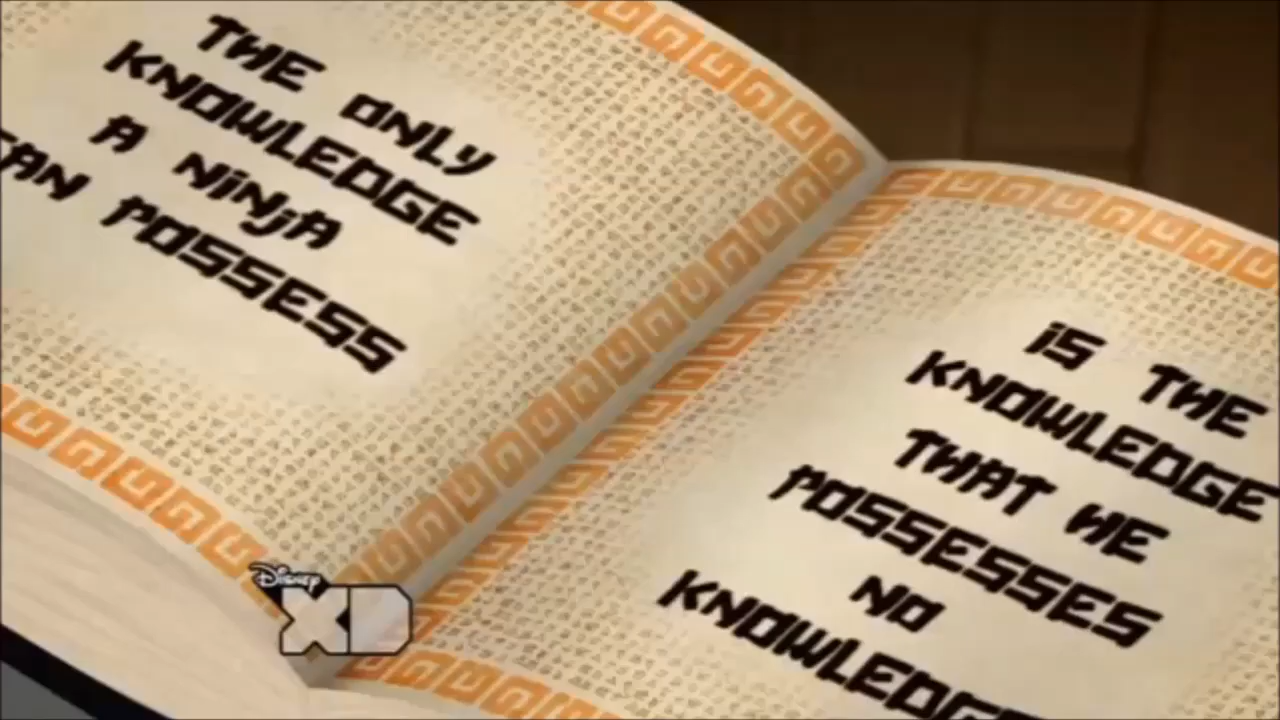 THE ONLY
KNOWLEDGE
A NINJA
CAN POSSESS
IS THE
KNOWLEDGE
THAT HE
POSSESSES
NO
KNOWLEDGE
DISNEY
XD